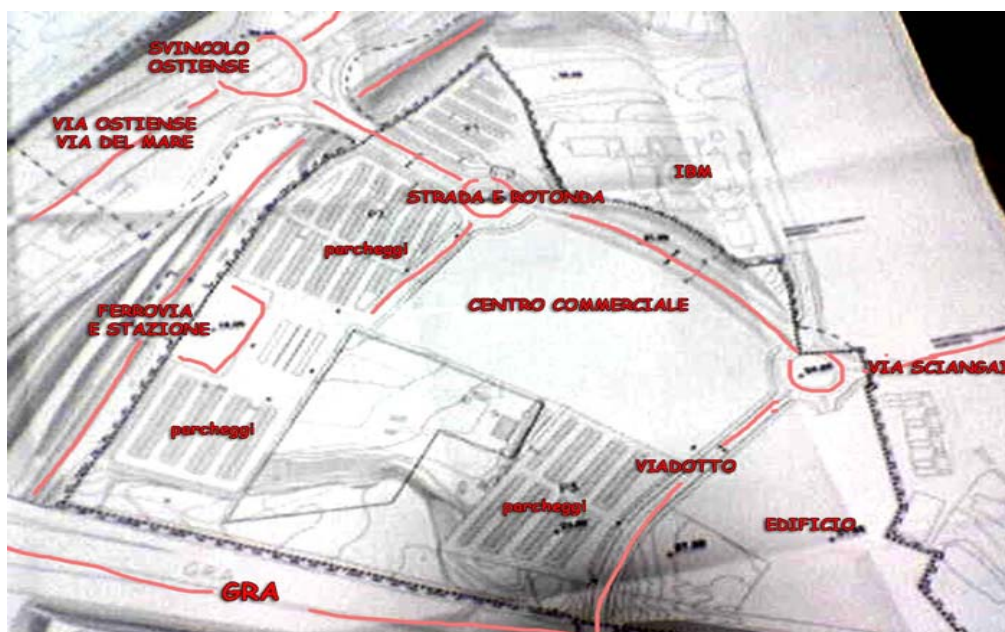 SVINCOLO
OSTIENSE
VIA OSTIENSE
VIA DEL MARE
IBM
STRADA E ROTONDA
parcheggi
CENTRO COMMERCIALE
FERROVIA
E STAZIONE
VIA SCIANGAI
parcheggi
VIADOTTO
parcheggi
EDIFICIO
GRA